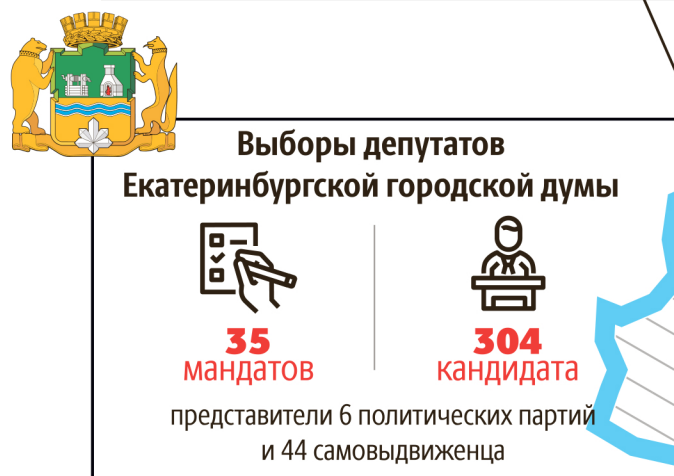 Выборы депутатов
Екатеринбургской городской думы
35
мандатов
304
кандидата
представители 6 политических партий
и 44 самовыдвиженца